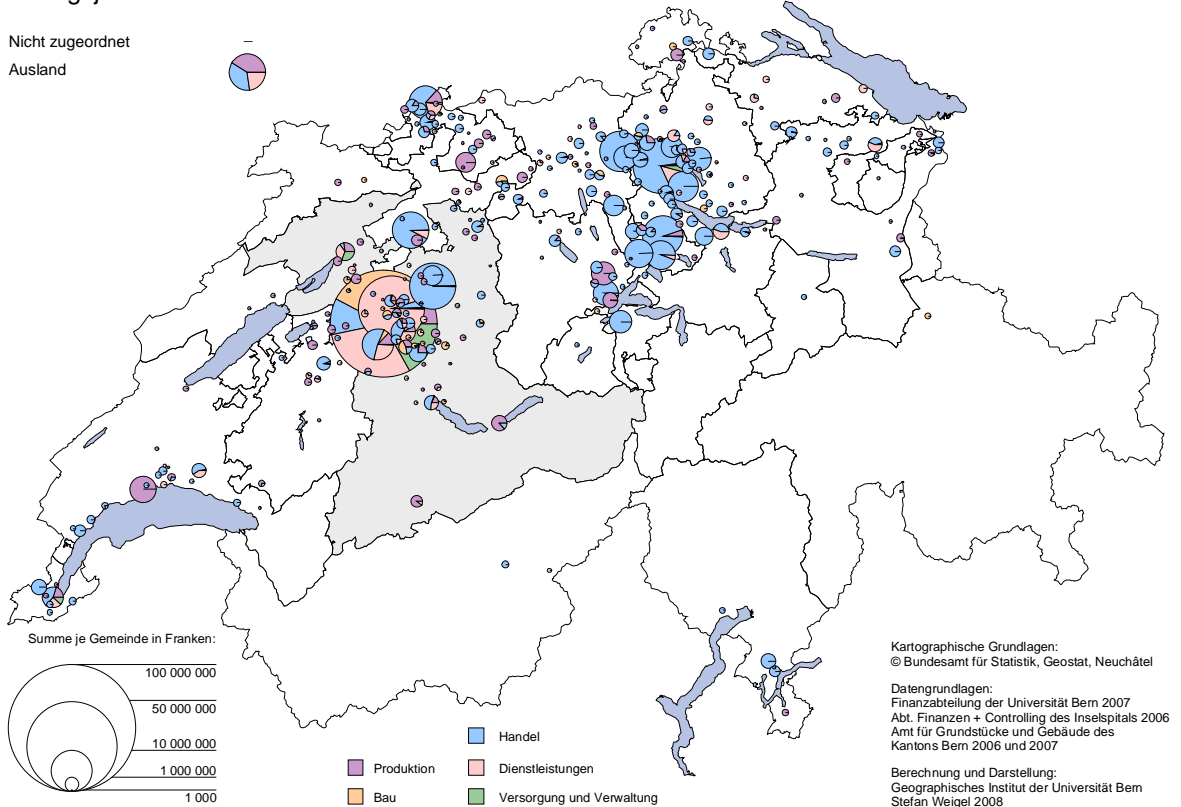 Nicht zugeordnet –
Ausland
Summe je Gemeinde in Franken:
100 000 000
50 000 000
10 000 000
1 000 000
1 000
Handel
Produktion
Dienstleistungen
Bau
Versorgung und Verwaltung
Kartographische Grundlagen:
© Bundesamt für Statistik, Geostat, Neuchâtel
Datengrundlagen:
Finanzabteilung der Universität Bern 2007
Abt. Finanzen + Controlling des Inselspitals 2006
Amt für Grundstücke und Gebäude des
Kantons Bern 2006 und 2007
Berechnung und Darstellung:
Geographisches Institut der Universität Bern
Stefan Weigel 2008